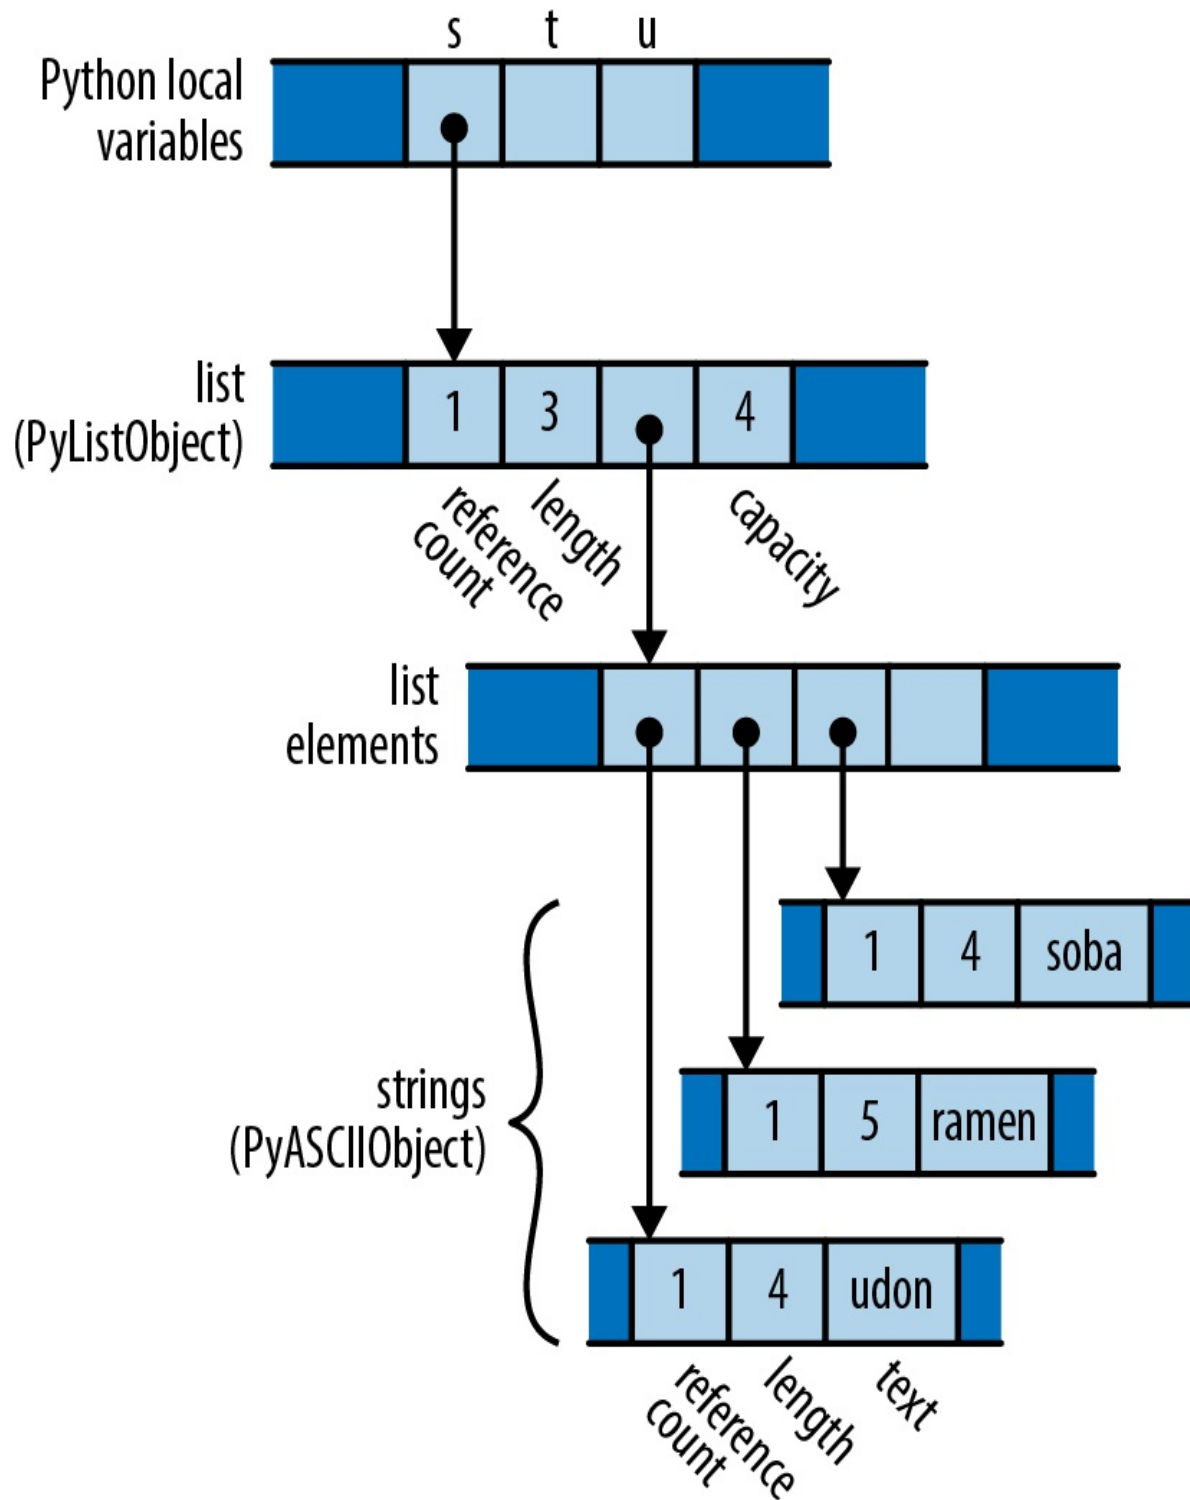 s t u
Python local
variables
list
(PyListObject)
1 3 4
reference
count
length
capacity
list
elements
1 4 soba
strings
(PyASCIIObject)
1 5 ramen
1 4 udon
reference
count
length
text